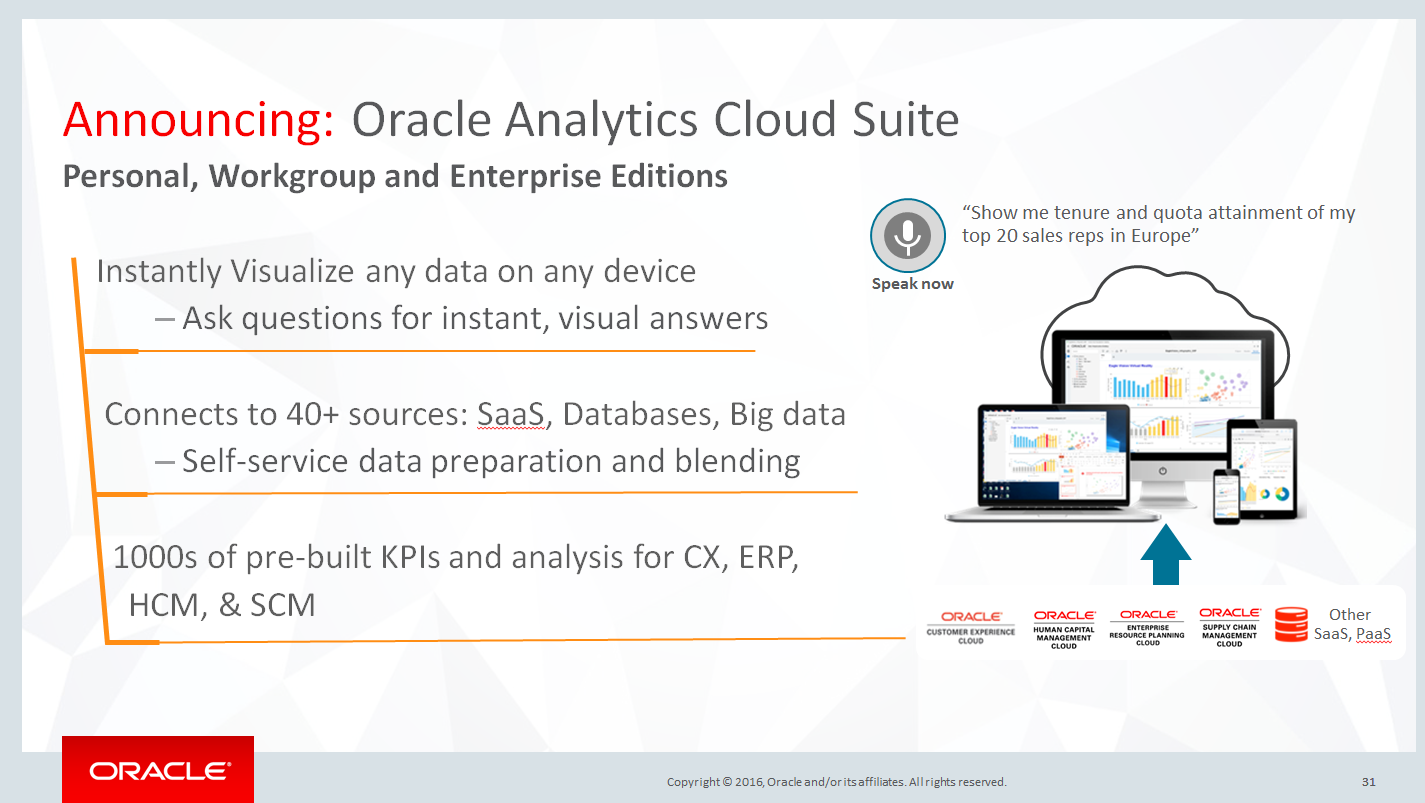 Announcing: Oracle Analytics Cloud Suite
Personal, Workgroup and Enterprise Editions
Instantly Visualize any data on any device
– Ask questions for instant, visual answers
Connects to 40+ sources: SaaS, Databases, Big data
– Self-service data preparation and blending
1000s of pre-built KPIs and analysis for CX, ERP,
HCM, & SCM
“Show me tenure and quota attainment of my
top 20 sales reps in Europe”
Speak now
ORACLE®
CUSTOMER EXPERIENCE
CLOUD
ORACLE®
HUMAN CAPITAL
MANAGEMENT
CLOUD
ORACLE®
ENTERPRISE
RESOURCE PLANNING
CLOUD
ORACLE®
SUPPLY CHAIN
MANAGEMENT
CLOUD
Other
SaaS, PaaS
ORACLE®
Copyright © 2016, Oracle and/or its affiliates. All rights reserved.
31